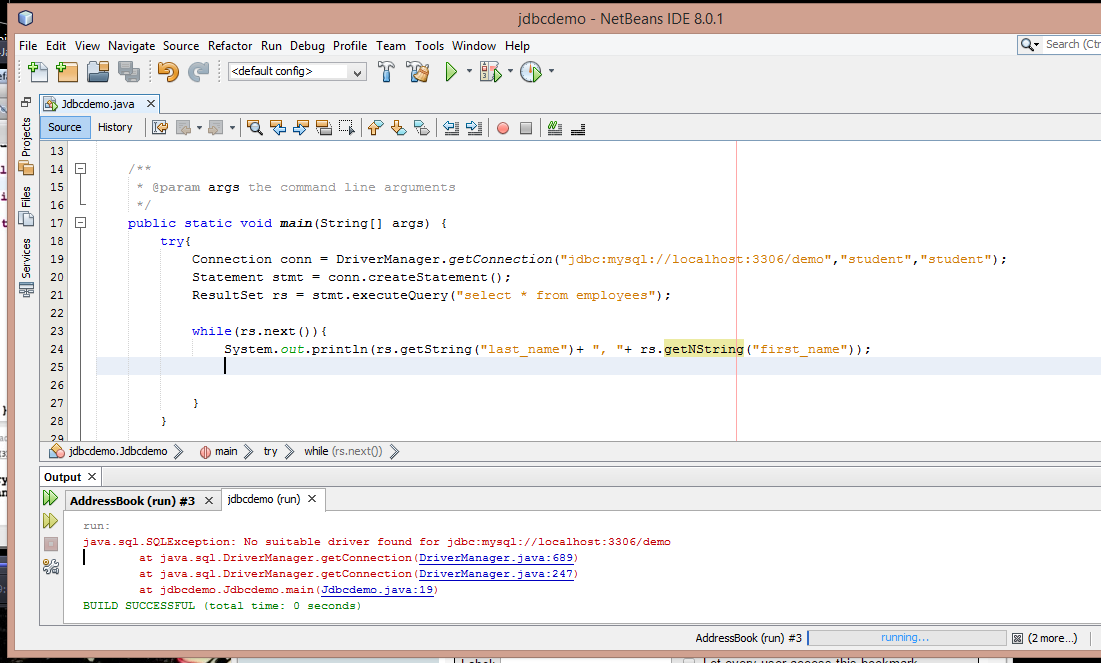 jdbcdemo - NetBeans IDE 8.0.1
File Edit View Navigate Source Refactor Run Debug Profile Team Tools Window Help
Search (Ctr
<default config>
Jdbcdemo.java
Source History
Projects
Files
Services
13
14 /**
15 * @param args the command line arguments
16 */
17 public static void main(String[] args) {
18 try{
19 Connection conn = DriverManager.getConnection("jdbc:mysql://localhost:3306/demo","student","student");
20 Statement stmt = conn.createStatement();
21 ResultSet rs = stmt.executeQuery("select * from employees");
22
23 while(rs.next()){
24 System.out.println(rs.getString("last_name")+ ", "+ rs.getNString("first_name"));
25
26
27 }
28 }
29
jdbcdemo.Jdbcdemo main try while (rs.next())
Output
AddressBook (run) #3 jdbcdemo (run)
run:
java.sql.SQLException: No suitable driver found for jdbc:mysql://localhost:3306/demo
at java.sql.DriverManager.getConnection(DriverManager.java:689)
at java.sql.DriverManager.getConnection(DriverManager.java:247)
at jdbcdemo.Jdbcdemo.main(Jdbcdemo.java:19)
BUILD SUCCESSFUL (total time: 0 seconds)
AddressBook (run) #3 running... (2 more...)